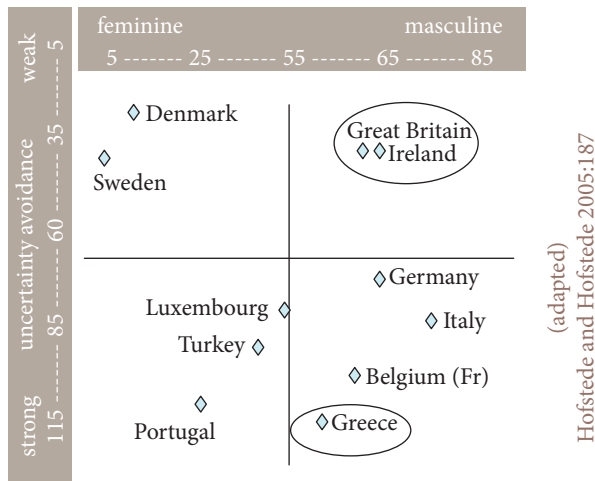 feminine masculine
5 ------- 25 ------- 55 ------- 65 ------- 85
weak
5
uncertainty avoidance
strong
115 ------- 85 ------- 60 ------- 35 ------- 5
Denmark
Great Britain
Ireland
Sweden
Germany
Luxembourg
Italy
Turkey
Belgium (Fr)
Portugal
Greece
(adapted)
Hofstede and Hofstede 2005:187